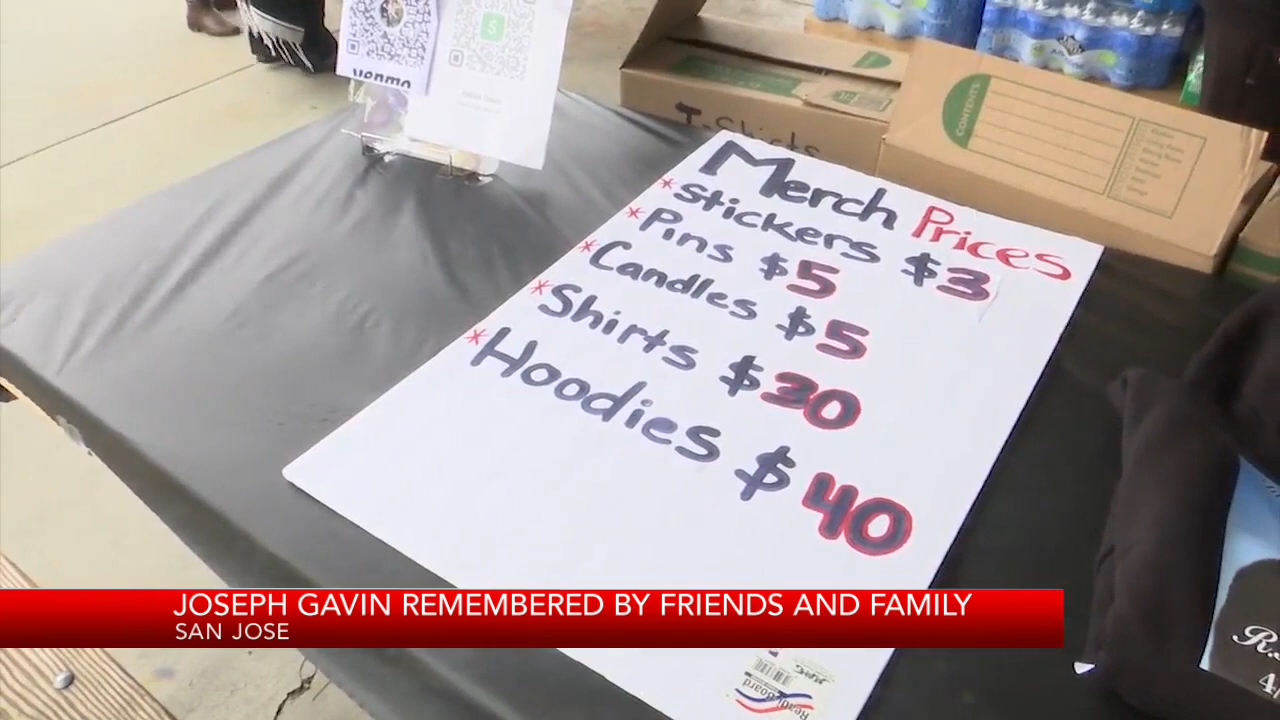 venmo
T-Shirts
CONTENTS
Merch Prices
*Stickers $3
*Pins $5
*Candles $5
*Shirts $30
*Hoodies $40
JOSEPH GAVIN REMEMBERED BY FRIENDS AND FAMILY
SAN JOSE
ReadiBoard